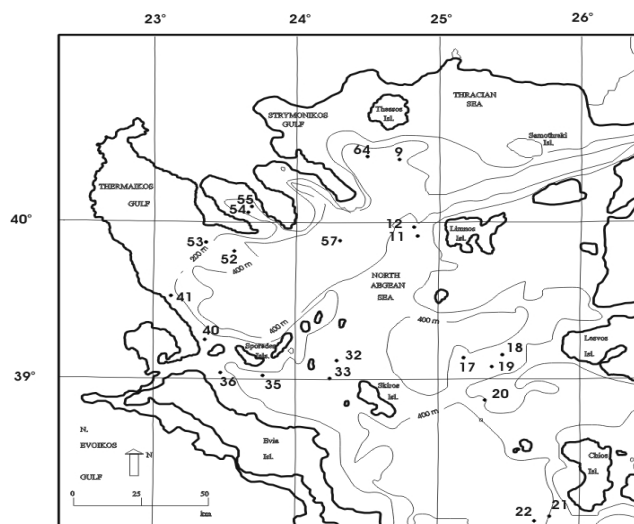 23° 24° 25° 26°
THRACIAN
SEA
STRYMONIKOS
GULF
Thassos
Isl.
Samothraki
Isl.
64 9
THERMAIKOS
GULF
55
54
40°
12
11
Limnos
Isl.
53
52
57
200 m
400 m
NORTH
AEGEAN
SEA
41
400 m
400 m
40
Sporades
Isls.
Lesvos
Isl.
32
18
17
19
36
35
33
39°
Skiros
Isl.
20
400 m
N.
EVOIKOS
GULF
N
Evia
Isl.
Chios
Isl.
0 25 50
km
22 21